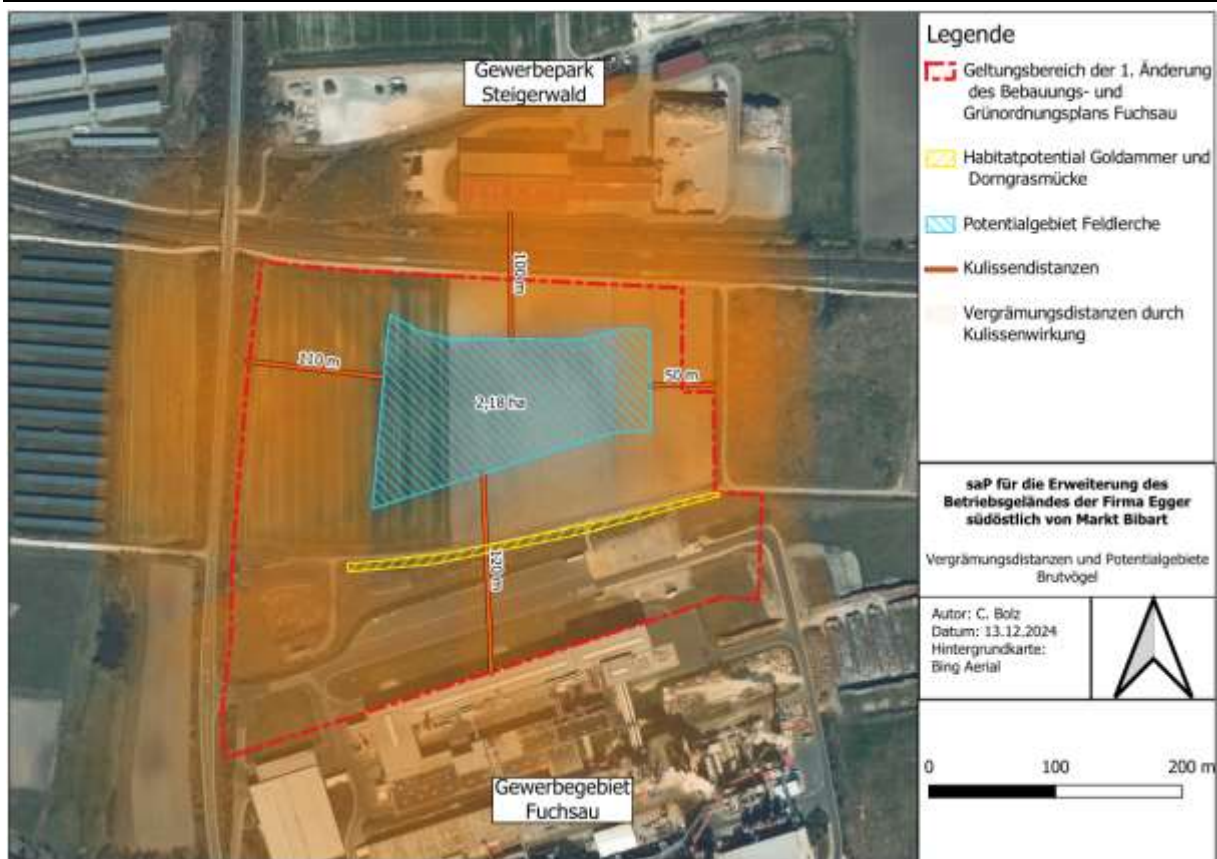 Gewerbepark
Steigerwald
100 m
110 m
50 m
2,18 ha
120 m
Gewerbegebiet
Fuchsau
Legende
Geltungsbereich der 1. Änderung
des Bebauungs- und
Grünordnungsplans Fuchsau
Habitatpotential Goldammer und
Dorngrasmücke
Potentialgebiet Feldlerche
Kulissendistanzen
Vergrämungsdistanzen durch
Kulissenwirkung
saP für die Erweiterung des
Betriebsgeländes der Firma Egger
südöstlich von Markt Bibart
Vergrämungsdistanzen und Potentialgebiete
Brutvögel
Autor: C. Bolz
Datum: 13.12.2024
Hintergrundkarte:
Bing Aerial
0 100 200 m